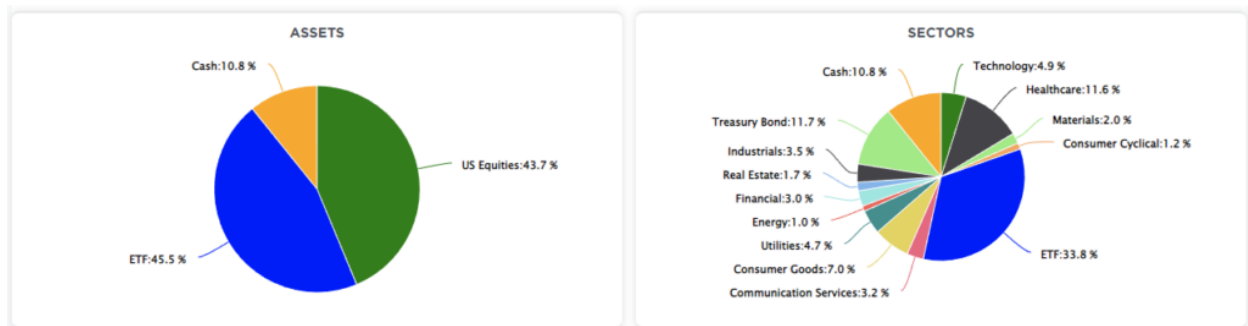 ASSETS
Cash:10.8 %
US Equities:43.7 %
ETF:45.5 %
SECTORS
Cash:10.8 %
Technology:4.9 %
Healthcare:11.6 %
Treasury Bond:11.7 %
Materials:2.0 %
Consumer Cyclical:1.2 %
Industrials:3.5 %
Real Estate:1.7 %
Financial:3.0 %
Energy:1.0 %
Utilities:4.7 %
ETF:33.8 %
Consumer Goods:7.0 %
Communication Services:3.2 %